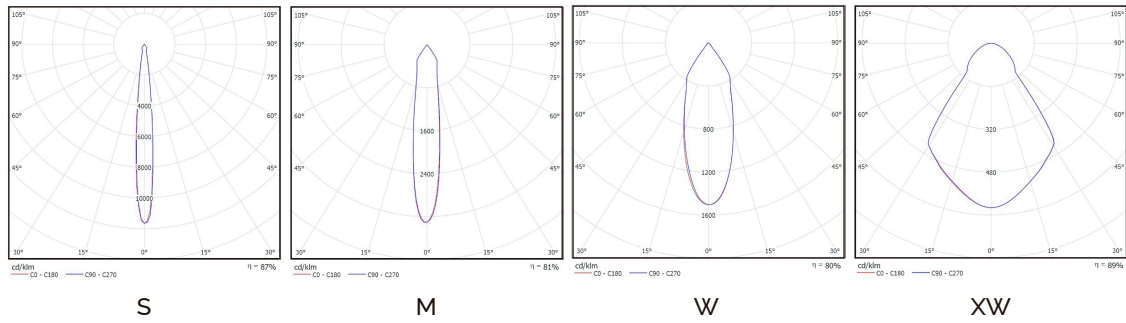 105° 105°
90° 90°
75° 75°
60° 60°
45° 45°
4000
6000
8000
10000
30° 15° 0° 15° 30°
cd/klm η = 87%
C0 - C180 C90 - C270
S
105° 105°
90° 90°
75° 75°
60° 60°
45° 45°
1600
2400
30° 15° 0° 15° 30°
cd/klm η = 81%
C0 - C180 C90 - C270
M
105° 105°
90° 90°
75° 75°
60° 60°
45° 45°
800
1200
1600
30° 15° 0° 15° 30°
cd/klm η = 80%
C0 - C180 C90 - C270
W
105° 105°
90° 90°
75° 75°
60° 60°
45° 45°
320
480
30° 15° 0° 15° 30°
cd/klm η = 89%
C0 - C180 C90 - C270
XW